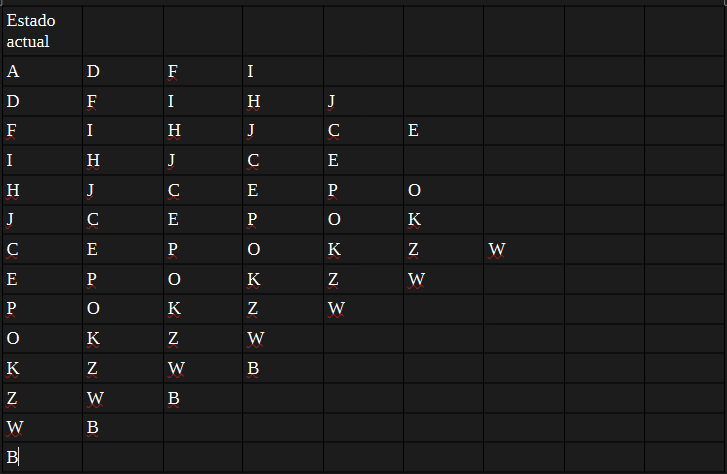 Estado
actual
A D F I
D F I H J
F I H J C E
I H J C E
H J C E P O
J C E P O K
C E P O K Z W
E P O K Z W
P O K Z W
O K Z W
K Z W B
Z W B
W B
B